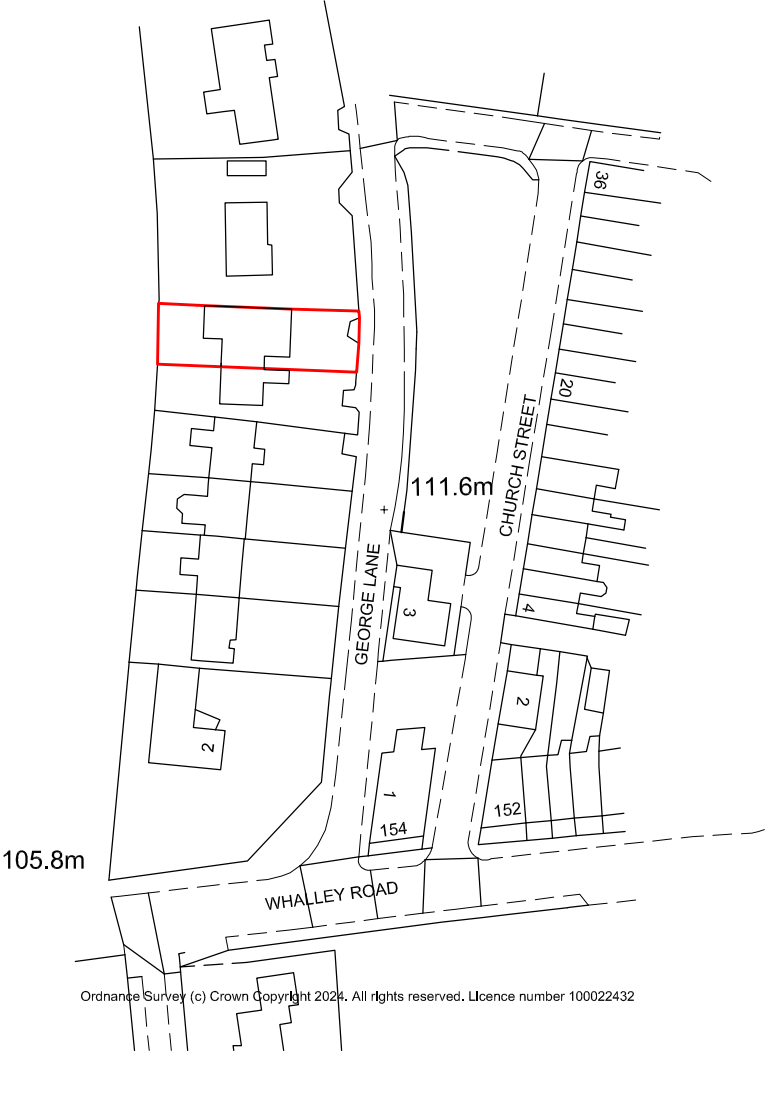 36
20
CHURCH STREET
111.6m
GEORGE LANE
3
4
2
2
1
152
154
105.8m
WHALLEY ROAD
Ordnance Survey (c) Crown Copyright 2024. All rights reserved. Licence number 100022432